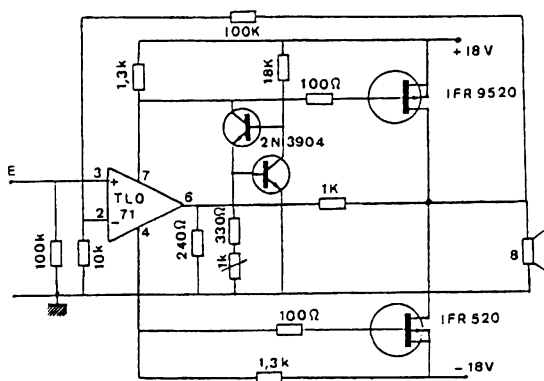 100K
+18V
1,3k
18K
100Ω
IFR 9520
2N 3904
E
3
7
+
TLO
71
6
1K
2
-
4
100k
10k
240Ω
330Ω
1k
8
100Ω
IFR 520
1,3k
-18V